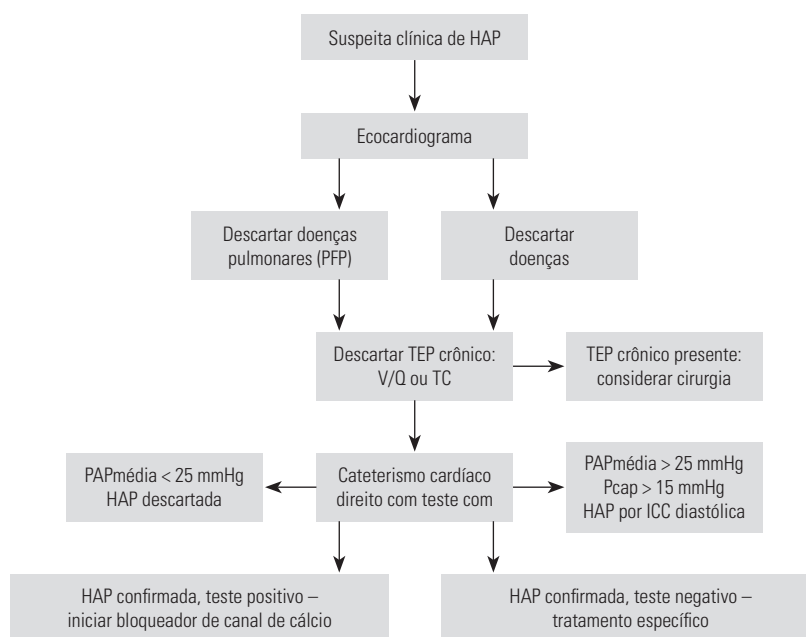 Suspeita clínica de HAP
Ecocardiograma
Descartar doenças
pulmonares (PFP)
Descartar
doenças
Descartar TEP crônico:
V/Q ou TC
TEP crônico presente:
considerar cirurgia
PAPmédia < 25 mmHg
HAP descartada
Cateterismo cardíaco
direito com teste com
PAPmédia > 25 mmHg
Pcap > 15 mmHg
HAP por ICC diastólica
HAP confirmada, teste positivo –
iniciar bloqueador de canal de cálcio
HAP confirmada, teste negativo –
tratamento específico